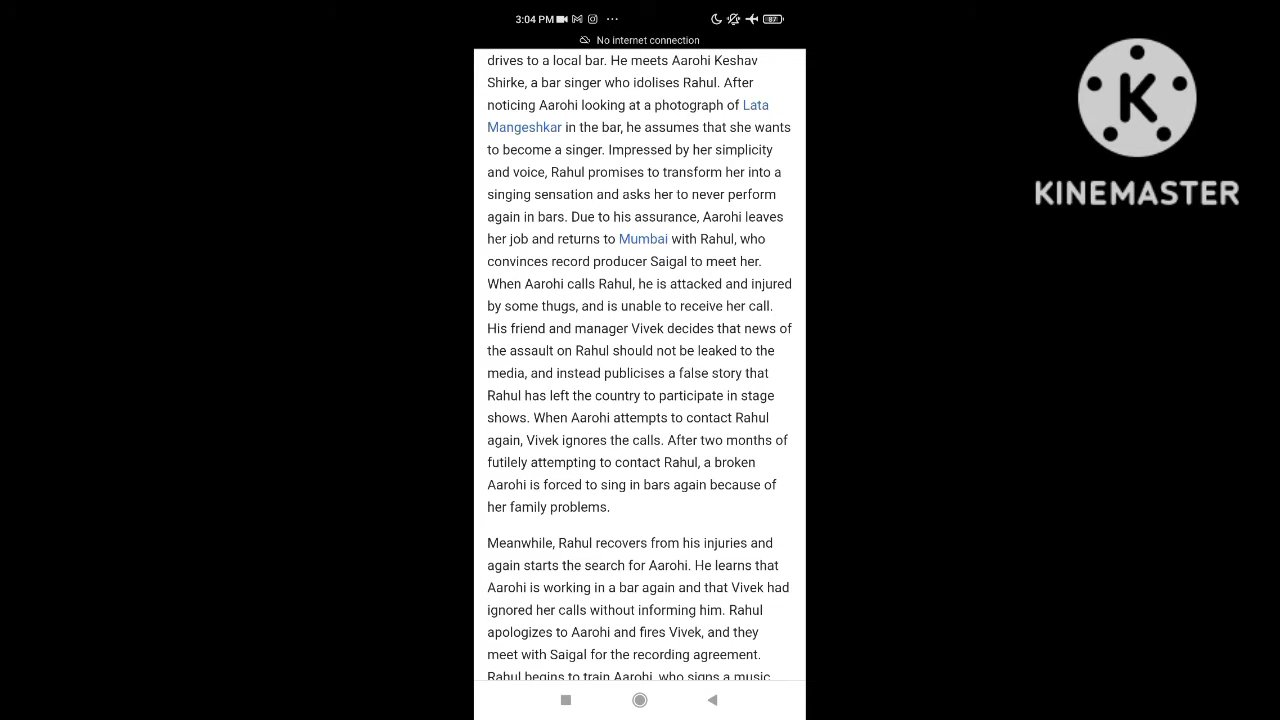 3:04 PM
87
No internet connection
drives to a local bar. He meets Aarohi Keshav
Shirke, a bar singer who idolises Rahul. After
noticing Aarohi looking at a photograph of Lata
Mangeshkar in the bar, he assumes that she wants
to become a singer. Impressed by her simplicity
and voice, Rahul promises to transform her into a
singing sensation and asks her to never perform
again in bars. Due to his assurance, Aarohi leaves
her job and returns to Mumbai with Rahul, who
convinces record producer Saigal to meet her.
When Aarohi calls Rahul, he is attacked and injured
by some thugs, and is unable to receive her call.
His friend and manager Vivek decides that news of
the assault on Rahul should not be leaked to the
media, and instead publicises a false story that
Rahul has left the country to participate in stage
shows. When Aarohi attempts to contact Rahul
again, Vivek ignores the calls. After two months of
futilely attempting to contact Rahul, a broken
Aarohi is forced to sing in bars again because of
her family problems.
Meanwhile, Rahul recovers from his injuries and
again starts the search for Aarohi. He learns that
Aarohi is working in a bar again and that Vivek had
ignored her calls without informing him. Rahul
apologizes to Aarohi and fires Vivek, and they
meet with Saigal for the recording agreement.
Rahul begins to train Aarohi, who signs a music
K
KINEMASTER